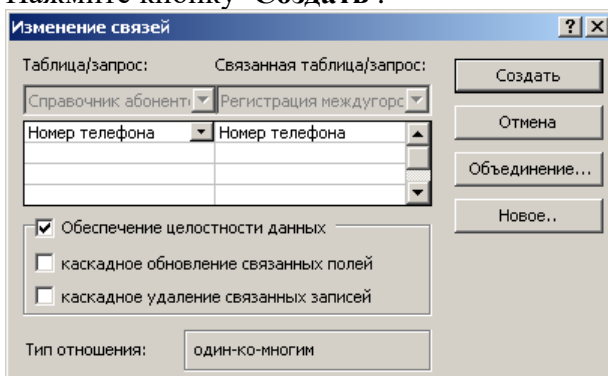 Нажмите кнопку "Создать".
Изменение связей
Таблица/запрос: Связанная таблица/запрос:
Создать
Справочник абонент Регистрация междугорс
Номер телефона Номер телефона
Отмена
Объединение...
Новое..
Обеспечение целостности данных
каскадное обновление связанных полей
каскадное удаление связанных записей
Тип отношения: один-ко-многим